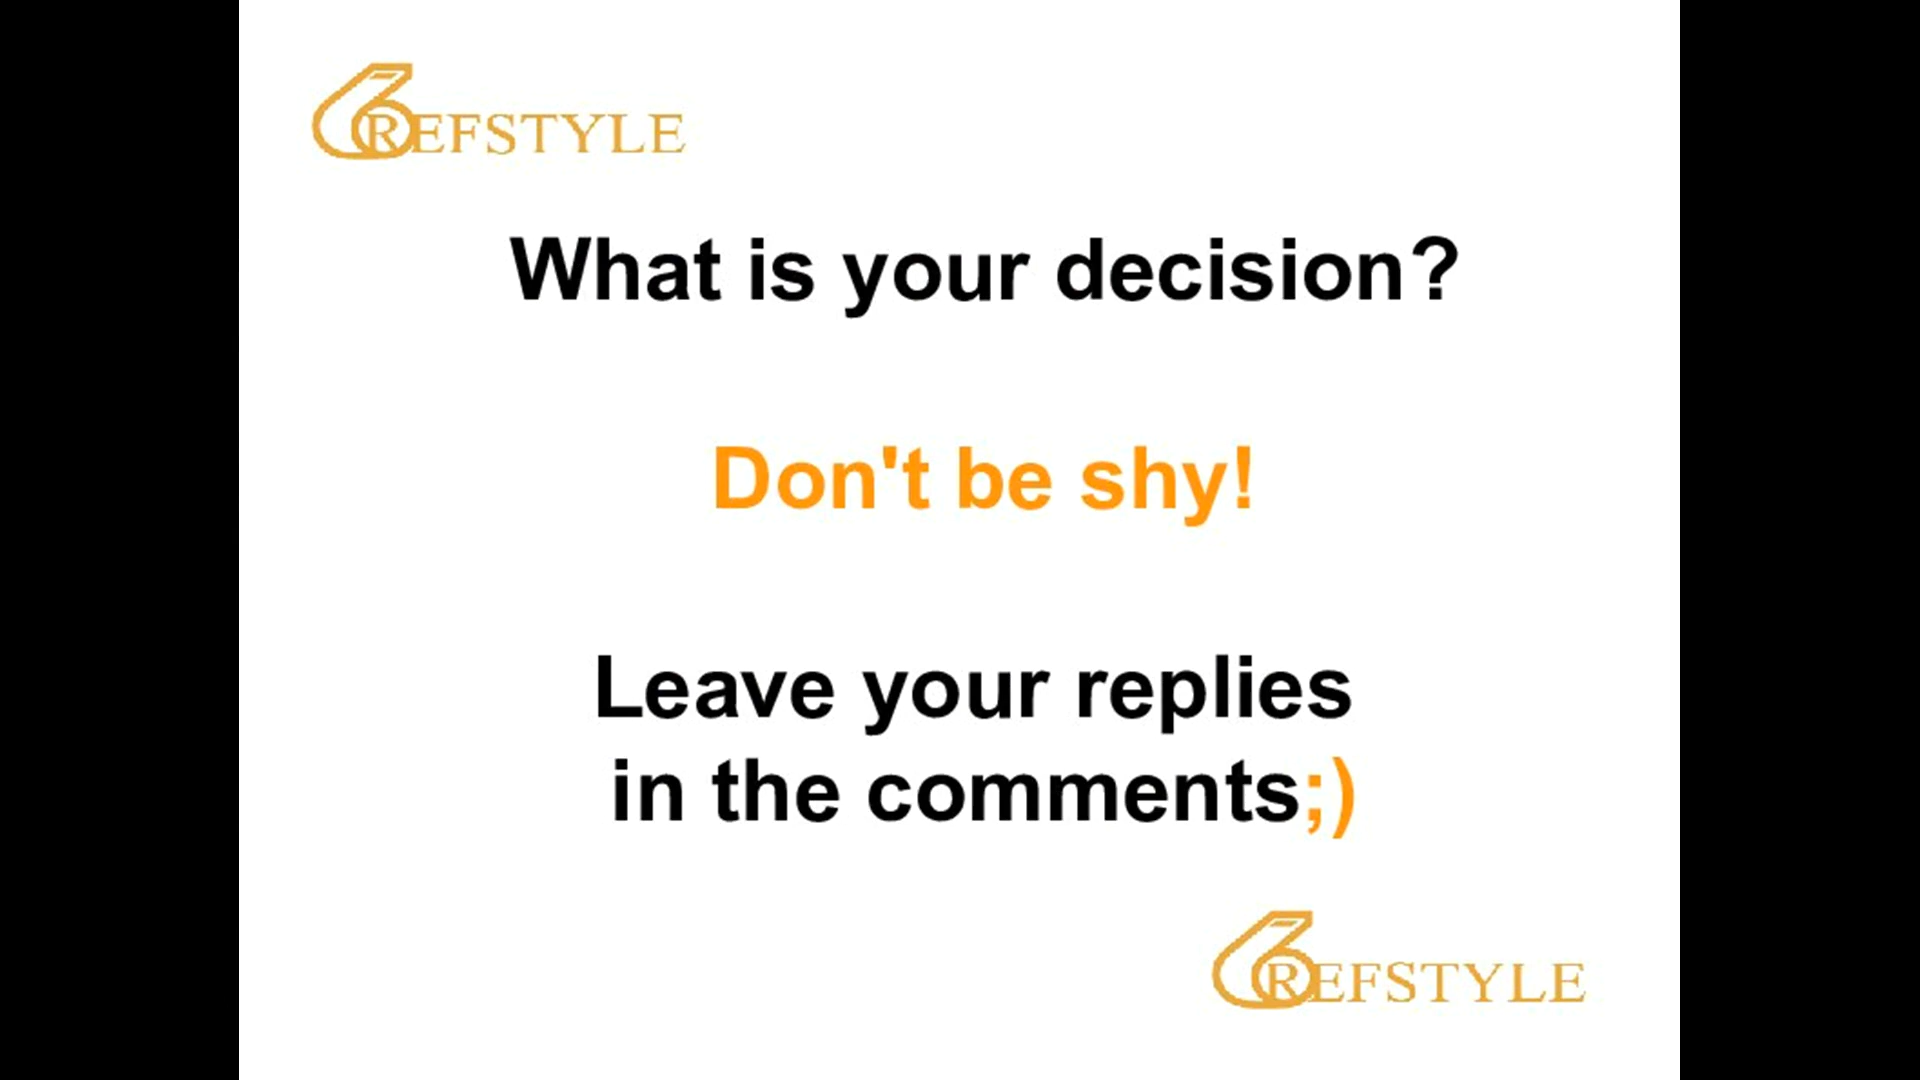 REFSTYLE
What is your decision?
Don't be shy!
Leave your replies
in the comments;)
REFSTYLE